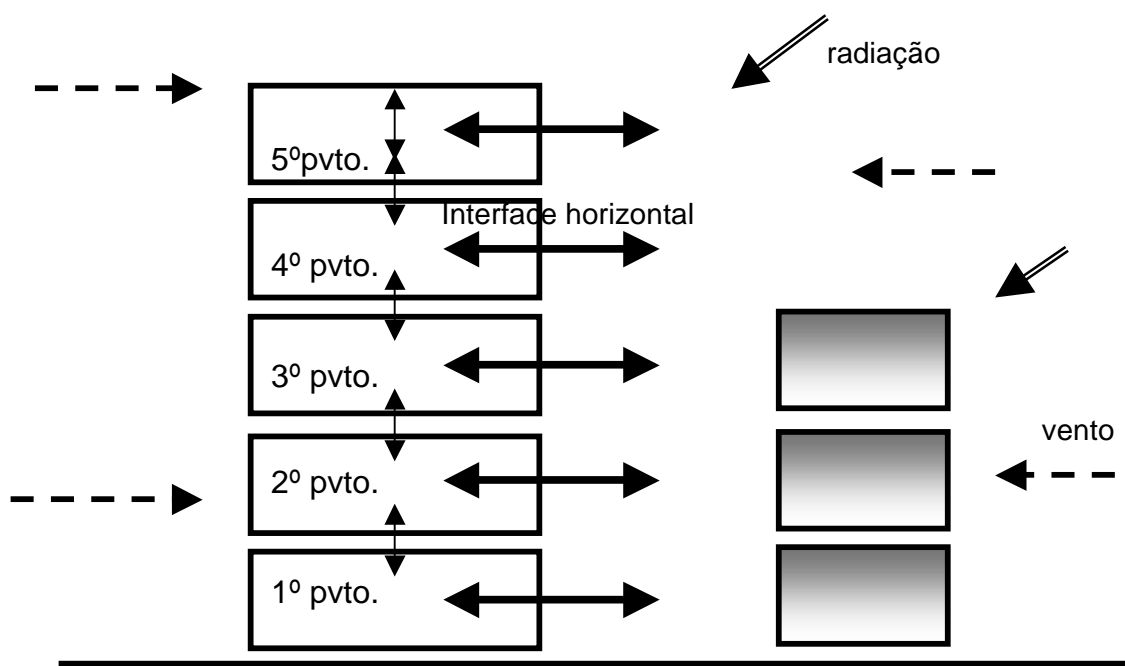 radiação
5ºpvto.
Interface horizontal
4º pvto.
3º pvto.
vento
2º pvto.
1º pvto.